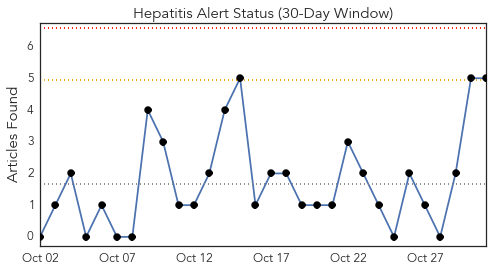 Hepatitis Alert Status (30-Day Window)
Articles Found
6
5
4
3
2
1
0
Oct 02 Oct 07 Oct 12 Oct 17 Oct 22 Oct 27